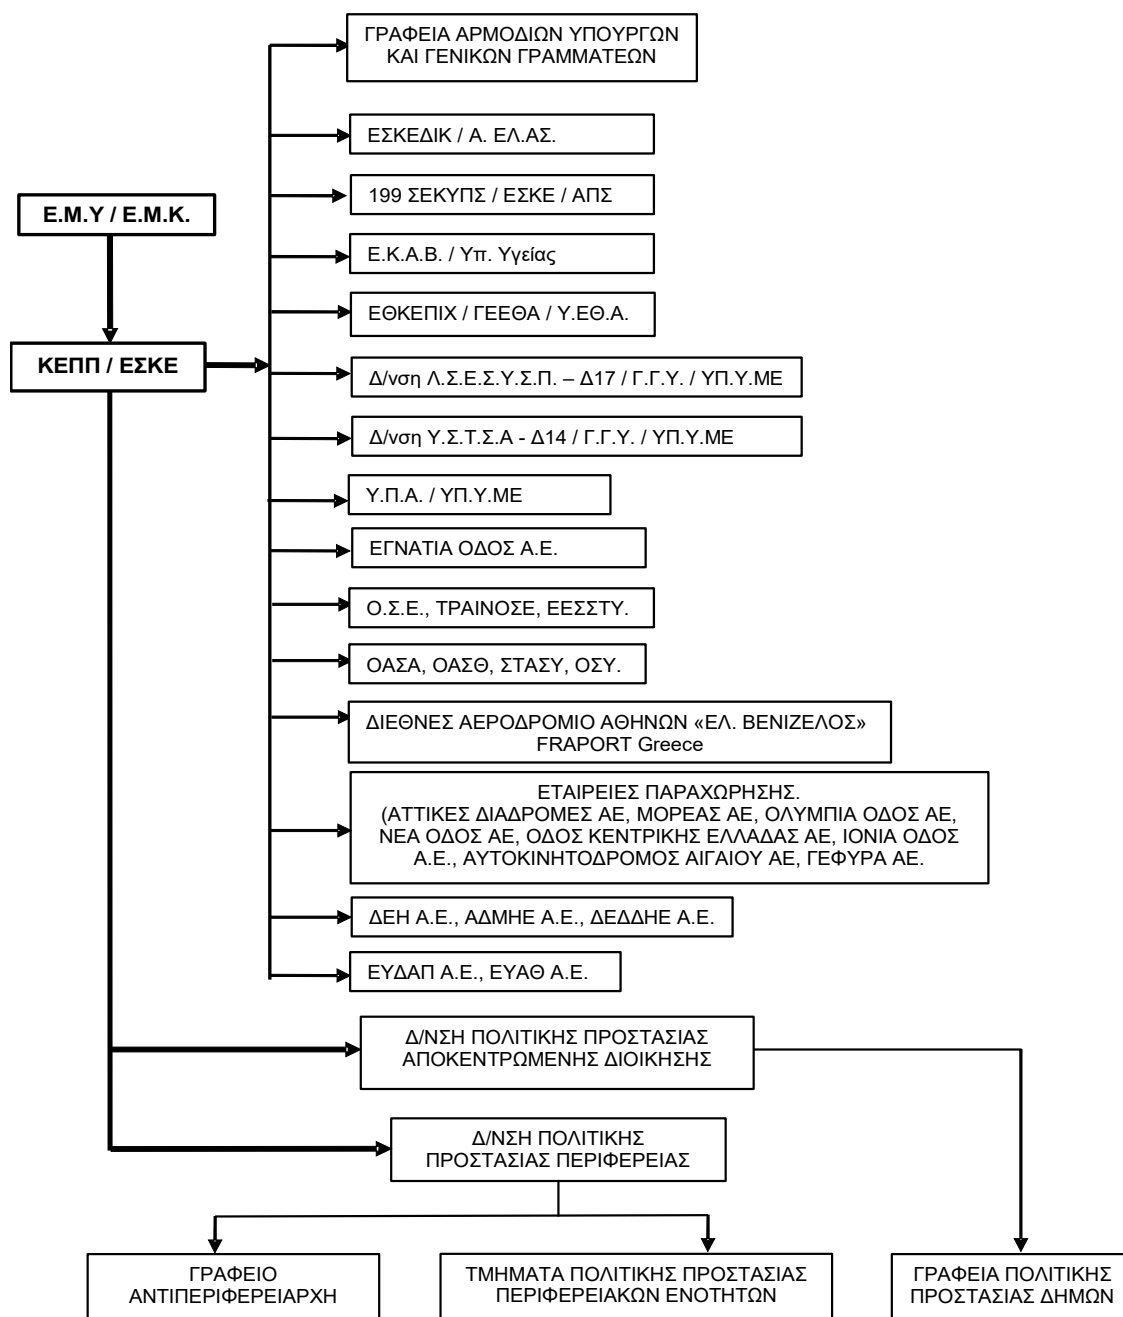 ΓΡΑΦΕΙΑ ΑΡΜΟΔΙΩΝ ΥΠΟΥΡΓΩΝ
ΚΑΙ ΓΕΝΙΚΩΝ ΓΡΑΜΜΑΤΕΩΝ
ΕΣΚΕΔΙΚ / Α. ΕΛ.ΑΣ.
199 ΣΕΚΥΠΣ / ΕΣΚΕ / ΑΠΣ
Ε.Μ.Υ / Ε.Μ.Κ.
Ε.Κ.Α.Β. / Υπ. Υγείας
ΕΘΚΕΠΙΧ / ΓΕΕΘΑ / Υ.ΕΘ.Α.
ΚΕΠΠ / ΕΣΚΕ
Δ/νση Λ.Σ.Ε.Σ.Υ.Σ.Π. – Δ17 / Γ.Γ.Υ. / ΥΠ.Υ.ΜΕ
Δ/νση Υ.Σ.Τ.Σ.Α - Δ14 / Γ.Γ.Υ. / ΥΠ.Υ.ΜΕ
Υ.Π.Α. / ΥΠ.Υ.ΜΕ
ΕΓΝΑΤΙΑ ΟΔΟΣ Α.Ε.
Ο.Σ.Ε., ΤΡΑΙΝΟΣΕ, ΕΕΣΣΤΥ.
ΟΑΣΑ, ΟΑΣΘ, ΣΤΑΣΥ, ΟΣΥ.
ΔΙΕΘΝΕΣ ΑΕΡΟΔΡΟΜΙΟ ΑΘΗΝΩΝ «ΕΛ. ΒΕΝΙΖΕΛΟΣ»
FRAPORT Greece
ΕΤΑΙΡΕΙΕΣ ΠΑΡΑΧΩΡΗΣΗΣ.
(ΑΤΤΙΚΕΣ ΔΙΑΔΡΟΜΕΣ ΑΕ, ΜΟΡΕΑΣ ΑΕ, ΟΛΥΜΠΙΑ ΟΔΟΣ ΑΕ,
ΝΕΑ ΟΔΟΣ ΑΕ, ΟΔΟΣ ΚΕΝΤΡΙΚΗΣ ΕΛΛΑΔΑΣ ΑΕ, ΙΟΝΙΑ ΟΔΟΣ
Α.Ε., ΑΥΤΟΚΙΝΗΤΟΔΡΟΜΟΣ ΑΙΓΑΙΟΥ ΑΕ, ΓΕΦΥΡΑ ΑΕ.
ΔΕΗ Α.Ε., ΑΔΜΗΕ Α.Ε., ΔΕΔΔΗΕ Α.Ε.
ΕΥΔΑΠ Α.Ε., ΕΥΑΘ Α.Ε.
Δ/ΝΣΗ ΠΟΛΙΤΙΚΗΣ ΠΡΟΣΤΑΣΙΑΣ
ΑΠΟΚΕΝΤΡΩΜΕΝΗΣ ΔΙΟΙΚΗΣΗΣ
Δ/ΝΣΗ ΠΟΛΙΤΙΚΗΣ
ΠΡΟΣΤΑΣΙΑΣ ΠΕΡΙΦΕΡΕΙΑΣ
ΓΡΑΦΕΙΟ
ΑΝΤΙΠΕΡΙΦΕΡΕΙΑΡΧΗ
ΤΜΗΜΑΤΑ ΠΟΛΙΤΙΚΗΣ ΠΡΟΣΤΑΣΙΑΣ
ΠΕΡΙΦΕΡΕΙΑΚΩΝ ΕΝΟΤΗΤΩΝ
ΓΡΑΦΕΙΑ ΠΟΛΙΤΙΚΗΣ
ΠΡΟΣΤΑΣΙΑΣ ΔΗΜΩΝ